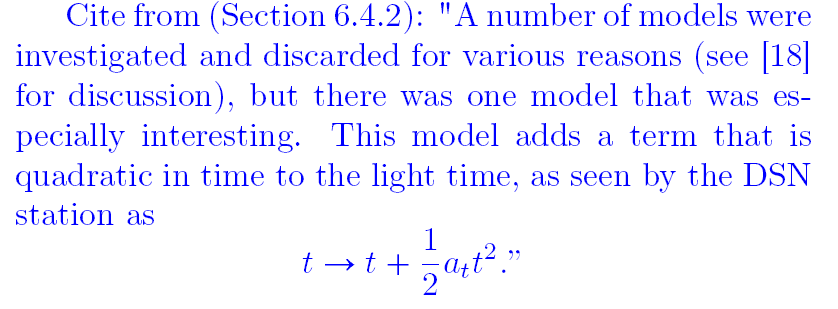 Cite from (Section 6.4.2): "A number of models were
investigated and discarded for various reasons (see [18]
for discussion), but there was one model that was es-
pecially interesting. This model adds a term that is
quadratic in time to the light time, as seen by the DSN
station as
t → t + \frac{1}{2} a_t t^2.”